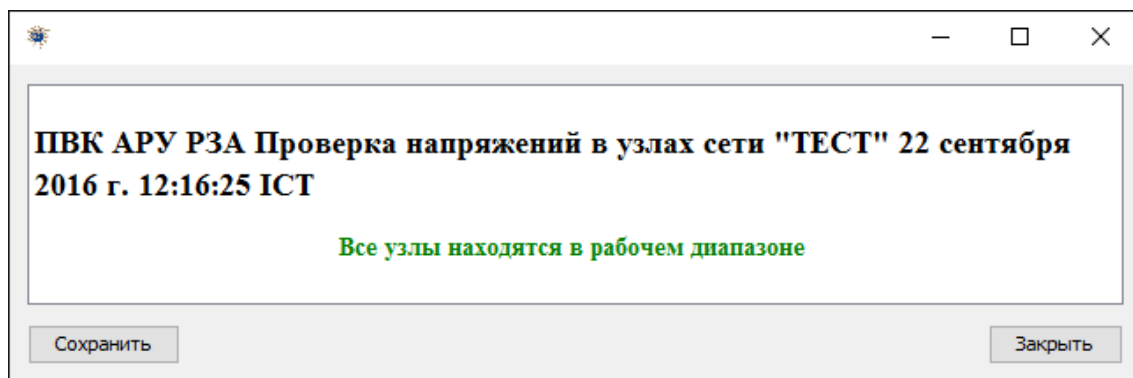 ПВК АРУ РЗА Проверка напряжений в узлах сети "ТЕСТ" 22 сентября
2016 г. 12:16:25 ICT
Все узлы находятся в рабочем диапазоне
Сохранить
Закрыть